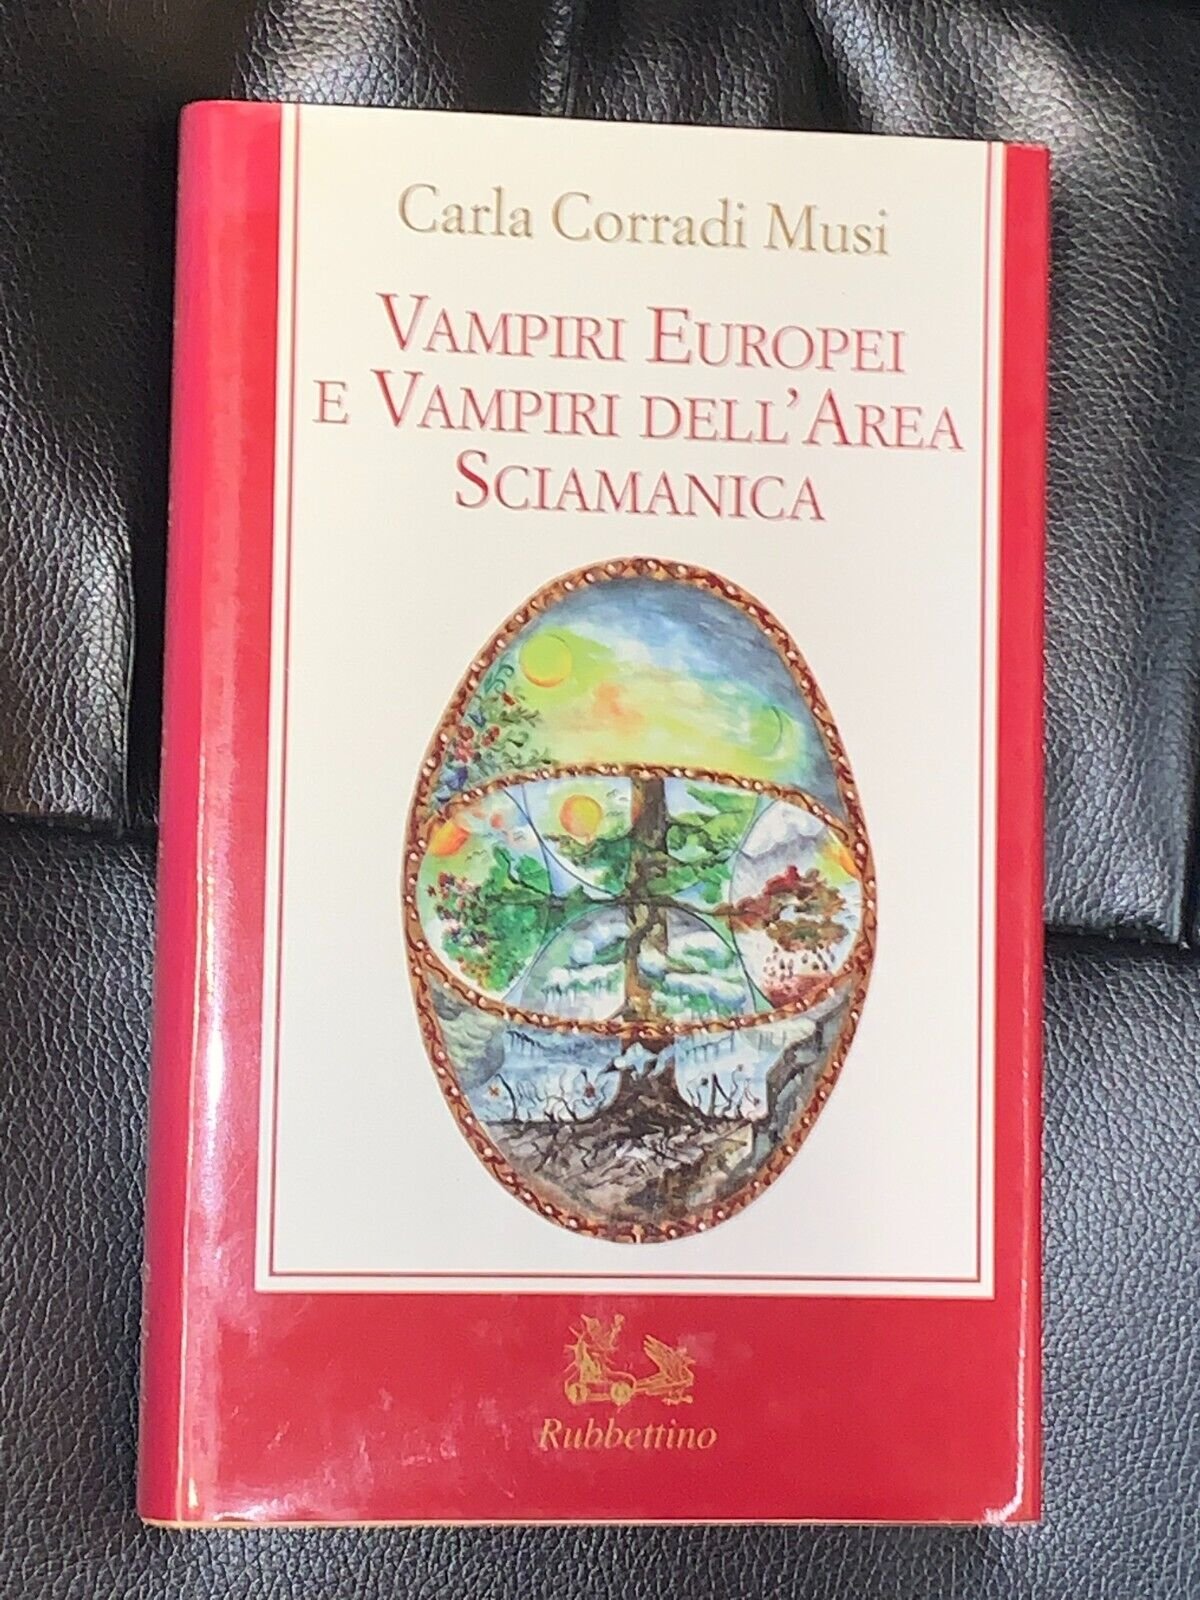 Carla Corradi Musi
VAMPIRI EUROPEI
E VAMPIRI DELL'AREA
SCIAMANICA
Rubbettino